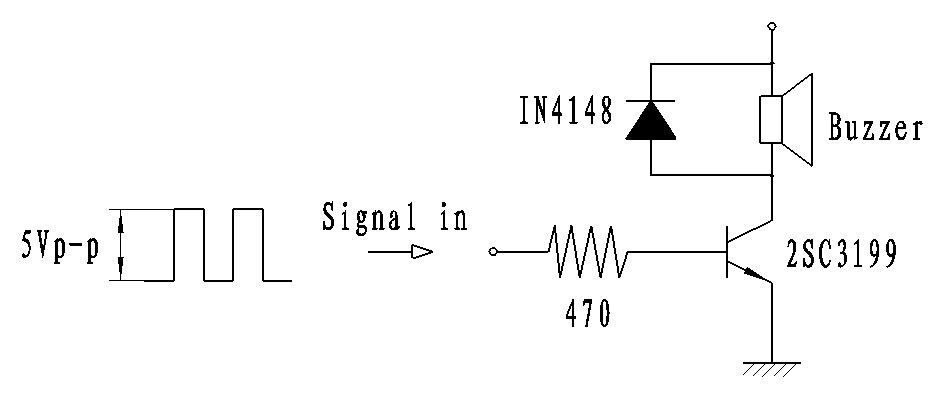 IN4148
Buzzer
Signal in
5Vp-p
2SC3199
470